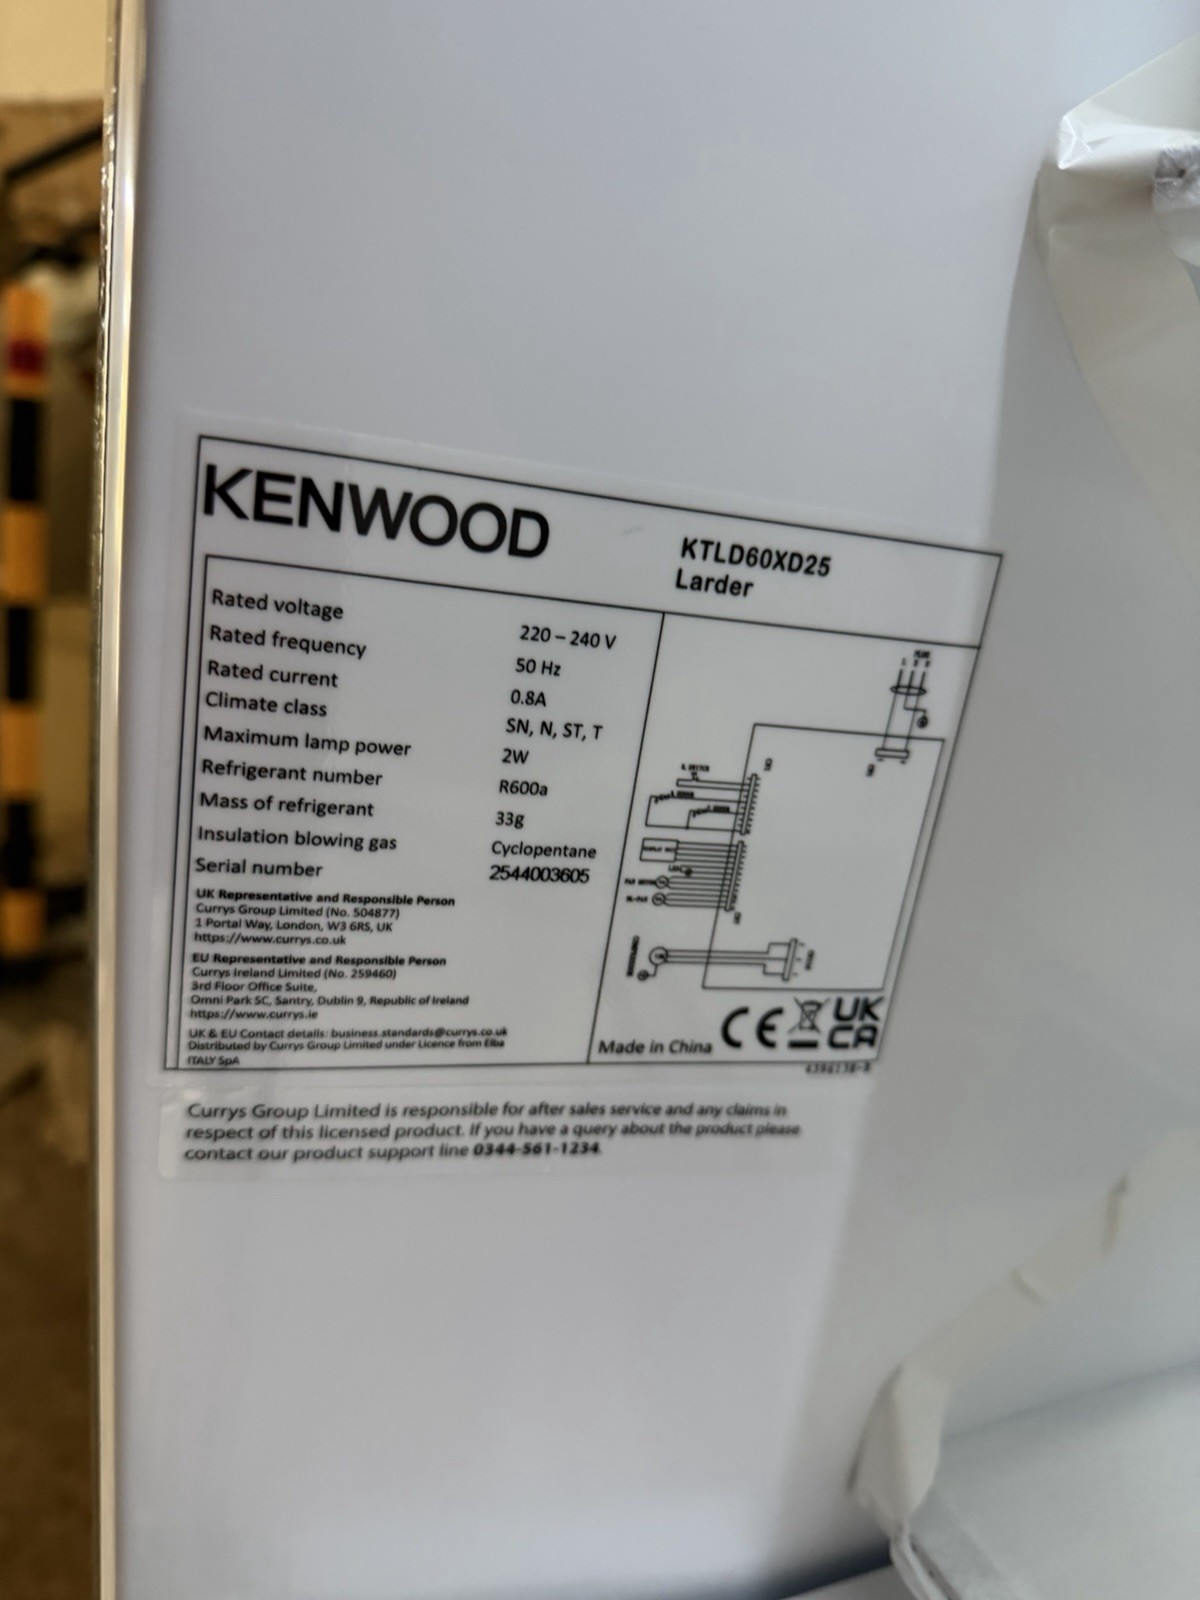 KENWOOD
KTLD60XD25
Larder
Rated voltage 220 – 240 V
Rated frequency 50 Hz
Rated current 0.8A
Climate class SN, N, ST, T
Maximum lamp power 2W
Refrigerant number R600a
Mass of refrigerant 33g
Insulation blowing gas Cyclopentane
Serial number 2544003605
UK Representative and Responsible Person
Currys Group Limited (No. 504877)
1 Portal Way, London, W3 6RS, UK
https://www.currys.co.uk
EU Representative and Responsible Person
Currys Ireland Limited (No. 259460)
3rd Floor Office Suite,
Omni Park SC, Santry, Dublin 9, Republic of Ireland
https://www.currys.ie
UK & EU Contact details: business.standards@currys.co.uk
Distributed by Currys Group Limited under Licence from Elba
ITALY SpA
Made in China
CE
UK
CA
Currys Group Limited is responsible for after sales service and any claims in
respect of this licensed product. If you have a query about the product please
contact our product support line 0344-561-1234